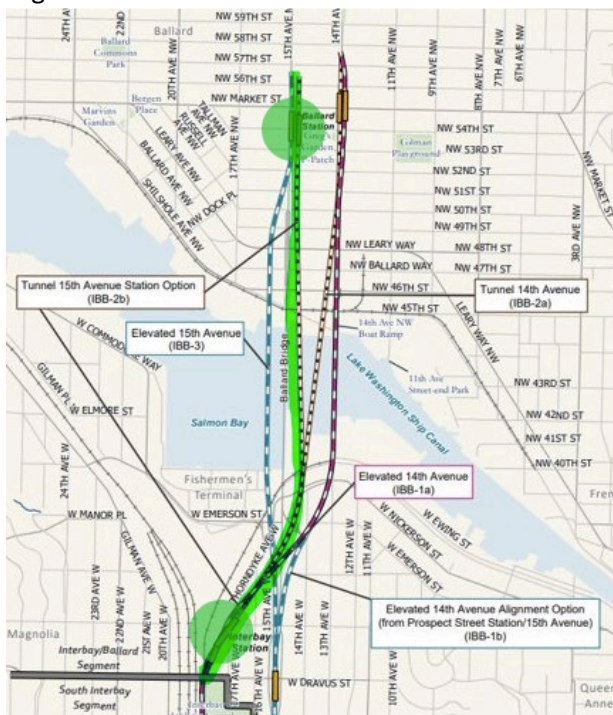 24TH AV
22ND
Ballard
Ballard
Commons
Park
NW 59TH ST
NW 58TH ST
NW 57TH ST
NW 56TH ST
NW MARKET ST
15TH AVE N
14TH AV
20TH AVE NW
11TH AVE NW
9TH AVE NW
8TH AVE NW
7TH AVE NW
6TH AVE NW
Bergen
Place
Marvins
Garden
TALLMAN
AVE NW
RUSSELL
AVE NW
LEARY AVE NW
BALLARD AVE NW
SHILSHOLE AVE NW
NW DOCK PL
17TH AVE NW
Ballard
Station
Greg's
Garden
P-Patch
Gilman
Playground
NW 54TH ST
NW 53RD ST
NW 52ND ST
NW 51ST ST
NW 50TH ST
NW 49TH ST
NW 48TH ST
NW 47TH ST
NW MARKET ST
3RD AVE NW
NW LEARY WAY
NW BALLARD WAY
NW 46TH ST
NW 45TH ST
LEARY WAY NW
Tunnel 15th Avenue Station Option
(IBB-2b)
Tunnel 14th Avenue
(IBB-2a)
Elevated 15th Avenue
(IBB-3)
14th Ave NW
Boat Ramp
11th Ave
Street-end Park
W COMMODORE WAY
GILMAN PL
W ELMORE ST
Ballard Bridge
Salmon Bay
Lake Washington Ship Canal
NW 43RD ST
NW 42ND ST
NW 41ST ST
NW 40TH ST
Fre
24TH AVE W
Fishermen's
Terminal
W EMERSON ST
W MANOR PL
Elevated 14th Avenue
(IBB-1a)
W EWING ST
W NICKERSON ST
W EMERSON ST
THORNDYKE AVE W
GILMAN AVE W
23RD AVE W
22ND AVE W
21ST AVE W
20TH AVE W
15TH AVE W
14TH AVE W
13TH AVE W
12TH AVE W
11TH AVE W
Elevated 14th Avenue Alignment Option
(from Prospect Street Station/15th Avenue)
(IBB-1b)
Magnolia
Interbay
Station
Interbay/Ballard
Segment
South Interbay
Segment
17TH AVE W
16TH AVE W
W DRAVUS ST
10TH AVE W
Quee
Anne